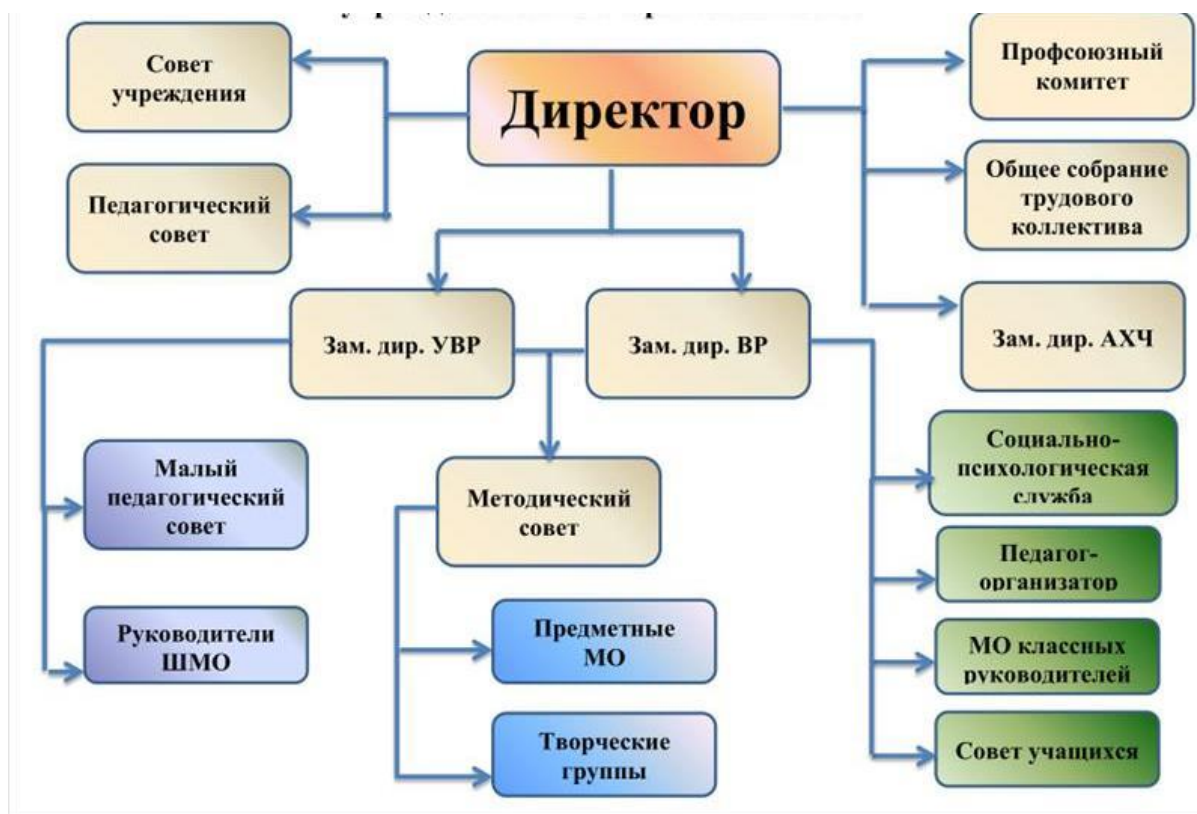 Совет
учреждения
Директор
Профсоюзный
комитет
Педагогический
совет
Общее собрание
трудового
коллектива
Зам. дир. УВР
Зам. дир. ВР
Зам. дир. АХЧ
Малый
педагогический
совет
Методический
совет
Социально-
психологическая
служба
Педагог-
организатор
Руководители
ШМО
Предметные
МО
МО классных
руководителей
Творческие
группы
Совет учащихся